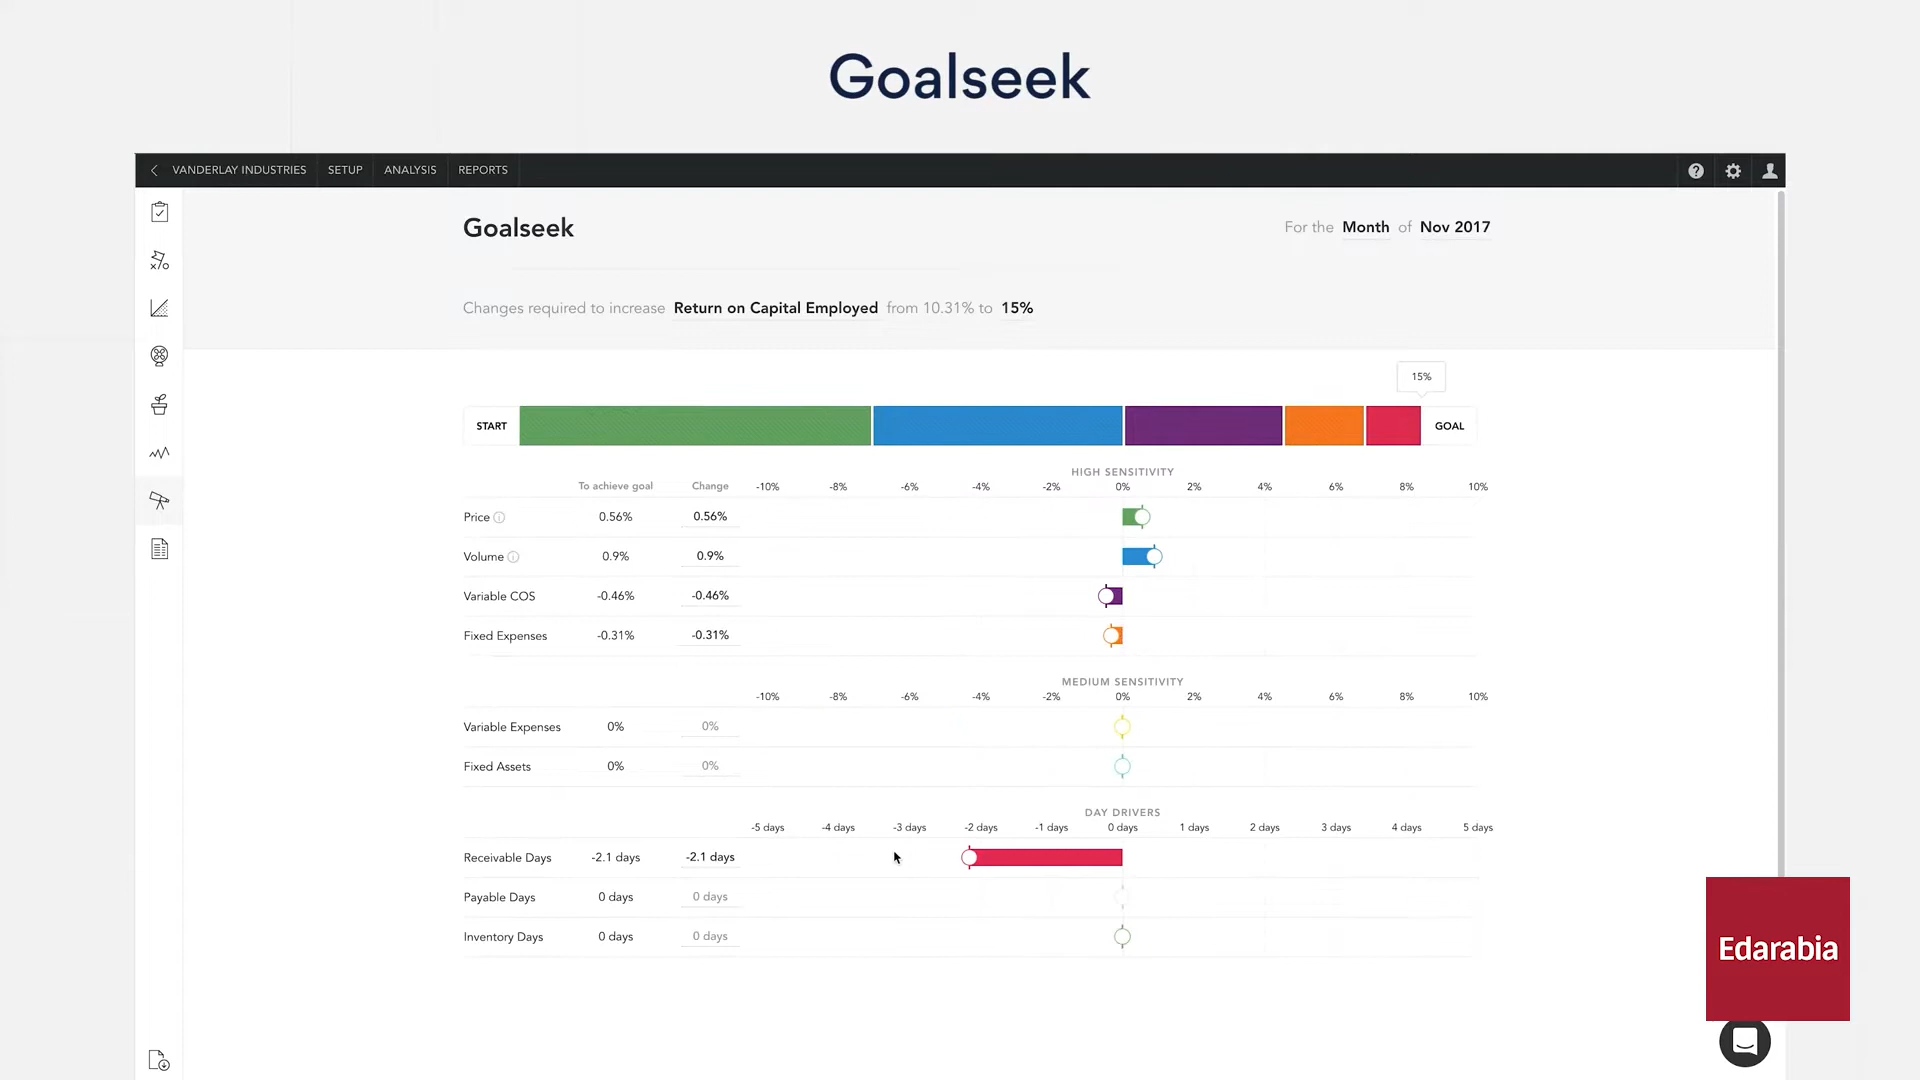 Goalseek
VANDERLAY INDUSTRIES SETUP ANALYSIS REPORTS
Goalseek
For the Month of Nov 2017
Changes required to increase Return on Capital Employed from 10.31% to 15%
15%
START GOAL
HIGH SENSITIVITY
To achieve goal Change -10% -8% -6% -4% -2% 0% 2% 4% 6% 8% 10%
Price 0.56% 0.56%
Volume 0.9% 0.9%
Variable COS -0.46% -0.46%
Fixed Expenses -0.31% -0.31%
MEDIUM SENSITIVITY
-10% -8% -6% -4% -2% 0% 2% 4% 6% 8% 10%
Variable Expenses 0% 0%
Fixed Assets 0% 0%
DAY DRIVERS
-5 days -4 days -3 days -2 days -1 days 0 days 1 days 2 days 3 days 4 days 5 days
Receivable Days -2.1 days -2.1 days
Payable Days 0 days 0 days
Inventory Days 0 days 0 days
Edarabia